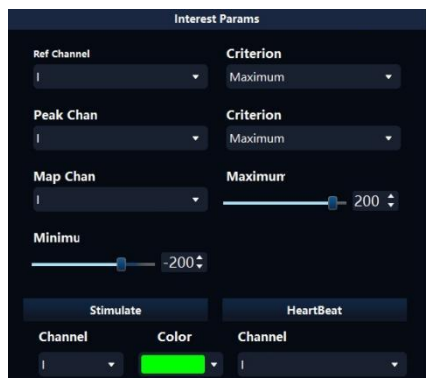 Interest Params
Ref Channel Criterion
I Maximum
Peak Chan Criterion
I Maximum
Map Chan Maximum
I 200
Minimu
-200
Stimulate HeartBeat
Channel Color Channel
I I